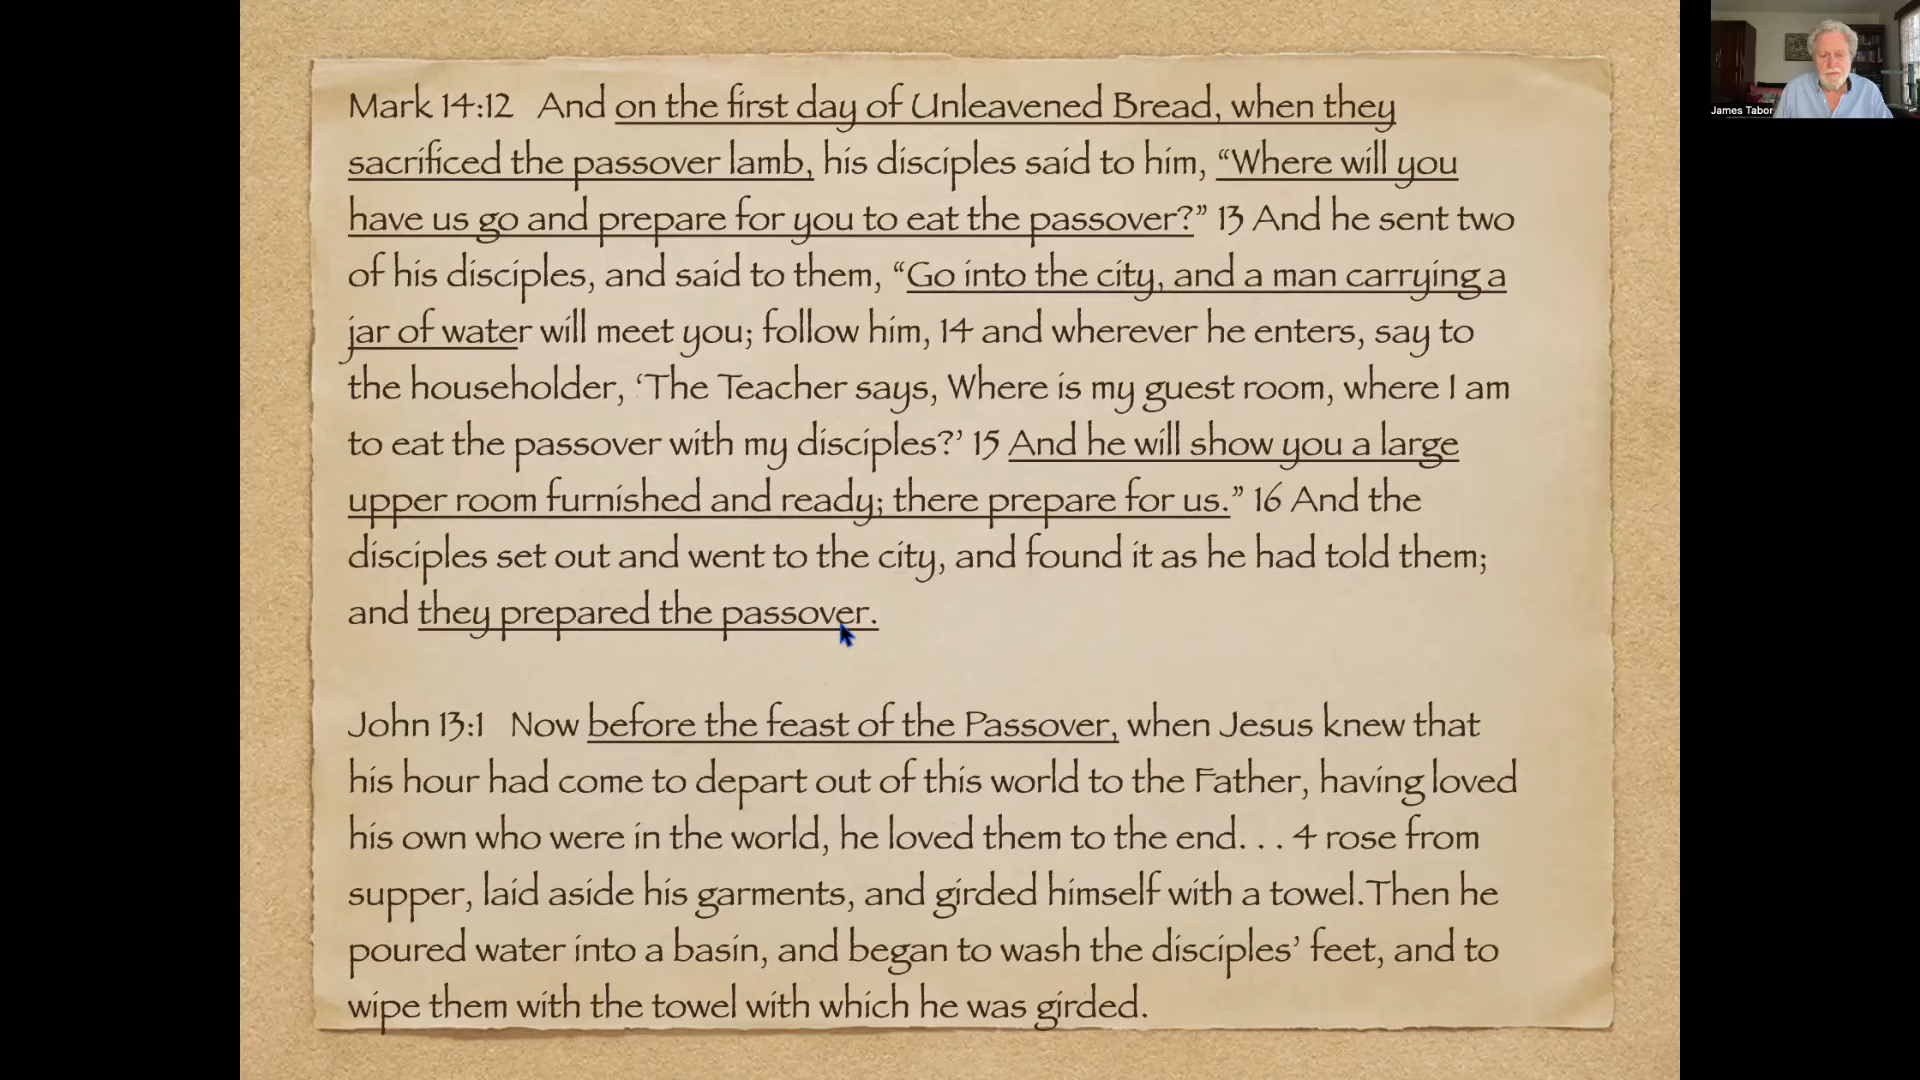 Mark 14:12 And on the first day of Unleavened Bread, when they
sacrificed the passover lamb, his disciples said to him, “Where will you
have us go and prepare for you to eat the passover?” 13 And he sent two
of his disciples, and said to them, “Go into the city, and a man carrying a
jar of water will meet you; follow him, 14 and wherever he enters, say to
the householder, ‘The Teacher says, Where is my guest room, where I am
to eat the passover with my disciples?’ 15 And he will show you a large
upper room furnished and ready; there prepare for us.” 16 And the
disciples set out and went to the city, and found it as he had told them;
and they prepared the passover.
John 13:1 Now before the feast of the Passover, when Jesus knew that
his hour had come to depart out of this world to the Father, having loved
his own who were in the world, he loved them to the end. . . 4 rose from
supper, laid aside his garments, and girded himself with a towel.Then he
poured water into a basin, and began to wash the disciples’ feet, and to
wipe them with the towel with which he was girded.
James Tabor